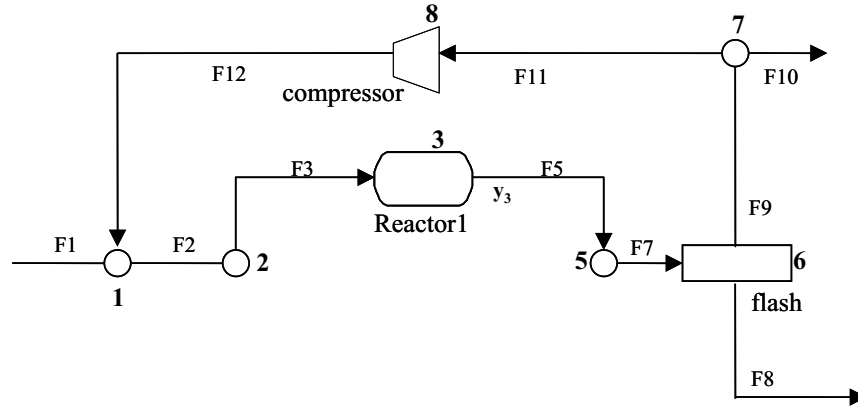 8
7
F12
F11
F10
compressor
3
F3
F5
y₃
Reactor1
F9
F1
F2
2
5
F7
6
1
flash
F8